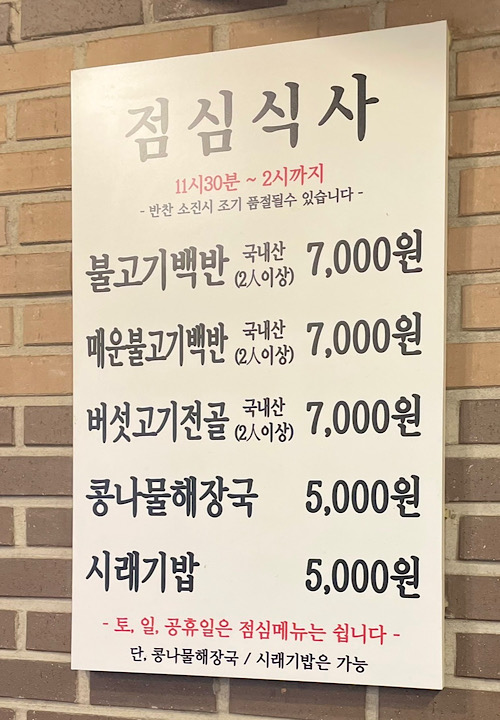 점심식사
11시30분 ~ 2시까지
- 반찬 소진시 조기 품절될수 있습니다 -
불고기백반 국내산 (2人이상) 7,000원
매운불고기백반 국내산 (2人이상) 7,000원
버섯고기전골 국내산 (2人이상) 7,000원
콩나물해장국 5,000원
시래기밥 5,000원
- 토, 일, 공휴일은 점심메뉴는 쉽니다 -
단, 콩나물해장국 / 시래기밥은 가능